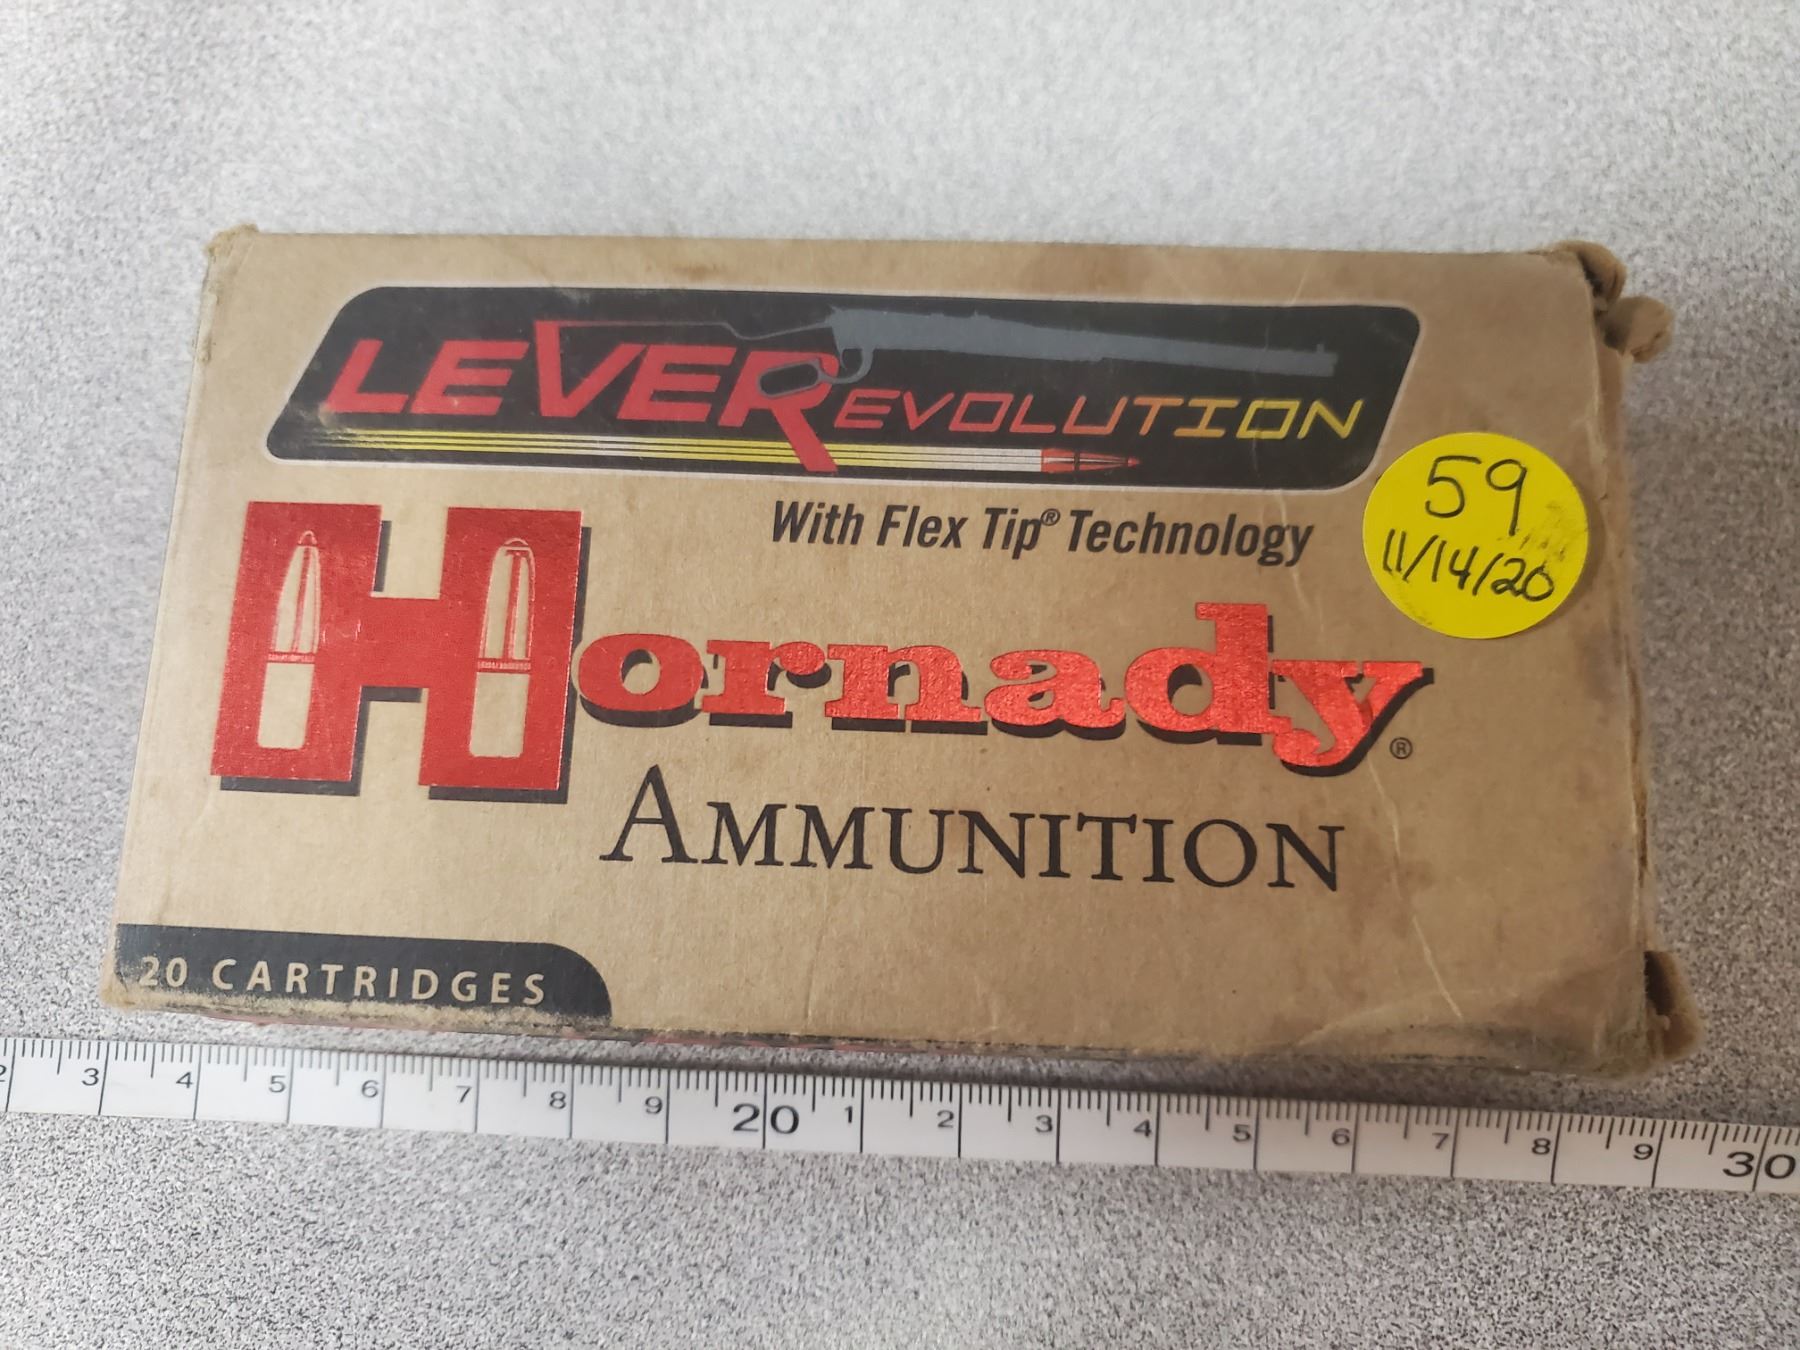 LEVEREVOLUTION
With Flex Tip® Technology
59
11/14/20
Hornady®
AMMUNITION
20 CARTRIDGES
2 3 4 5 6 7 8 9 20 1 2 3 4 5 6 7 8 9 30